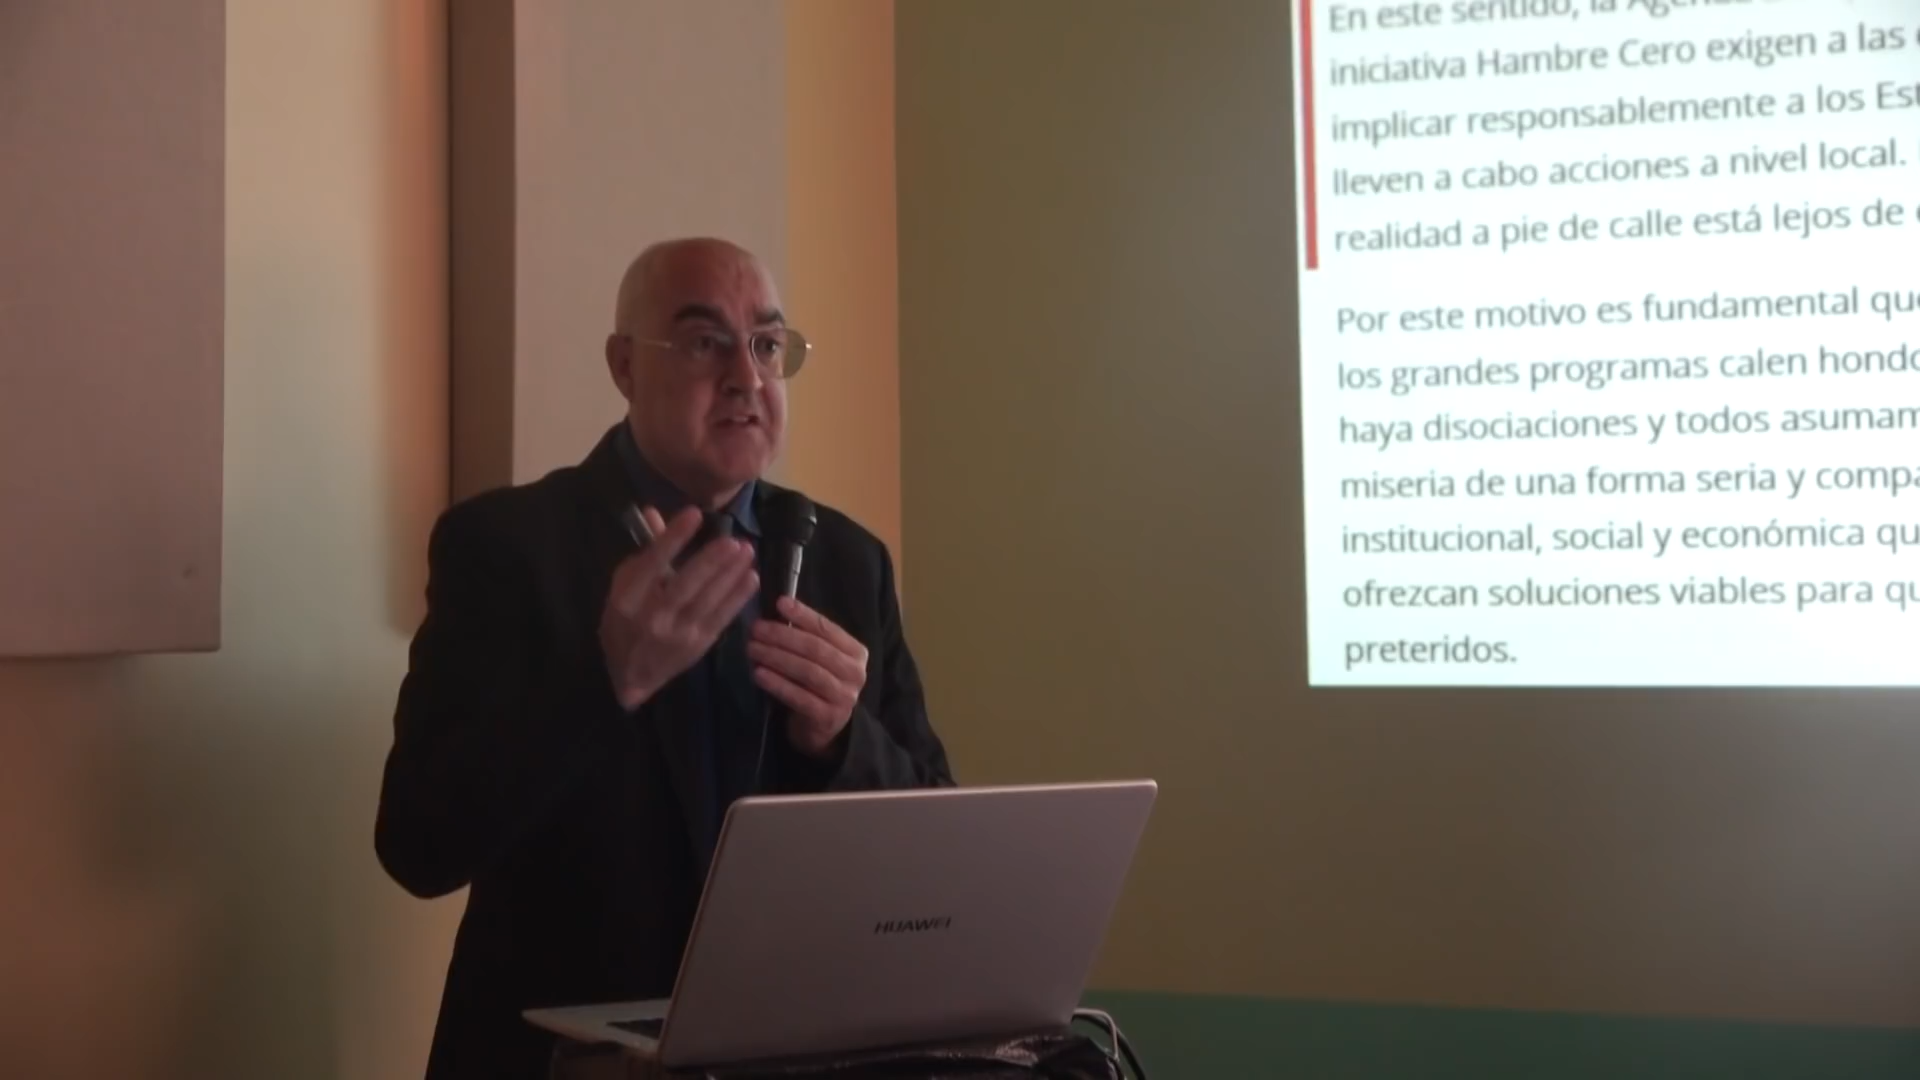 En este sentido, la
iniciativa Hambre Cero exigen a las
implicar responsablemente a los
lleven a cabo acciones a nivel local.
realidad a pie de calle está lejos de
Por este motivo es fundamental
los grandes programas calen
haya disociaciones y todos
miseria de una forma seria y
institucional, social y económica
ofrezcan soluciones viables para
preteridos.
HUAWEI